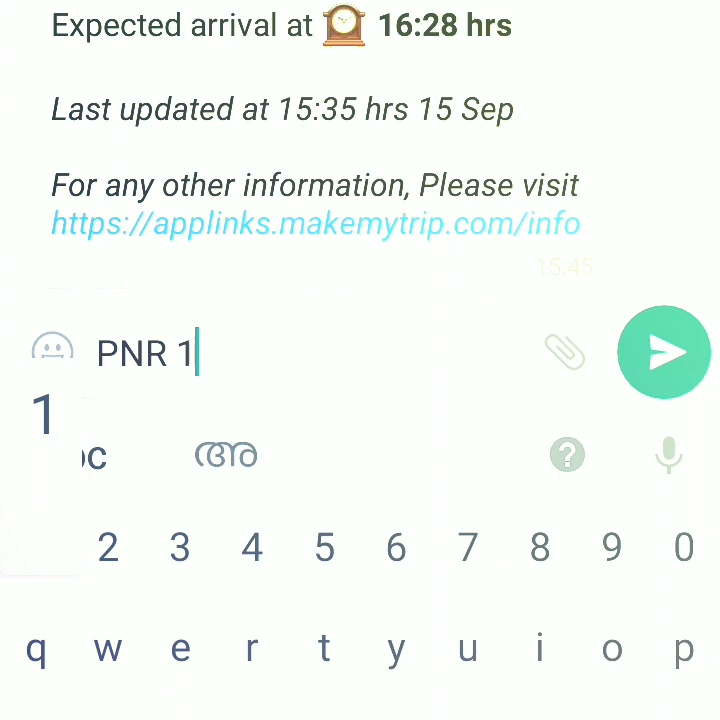 Expected arrival at 🕰 16:28 hrs
Last updated at 15:35 hrs 15 Sep
For any other information, Please visit
https://applinks.makemytrip.com/info
15:45
PNR 1
1
അ
2 3 4 5 6 7 8 9 0
q w e r t y u i o p